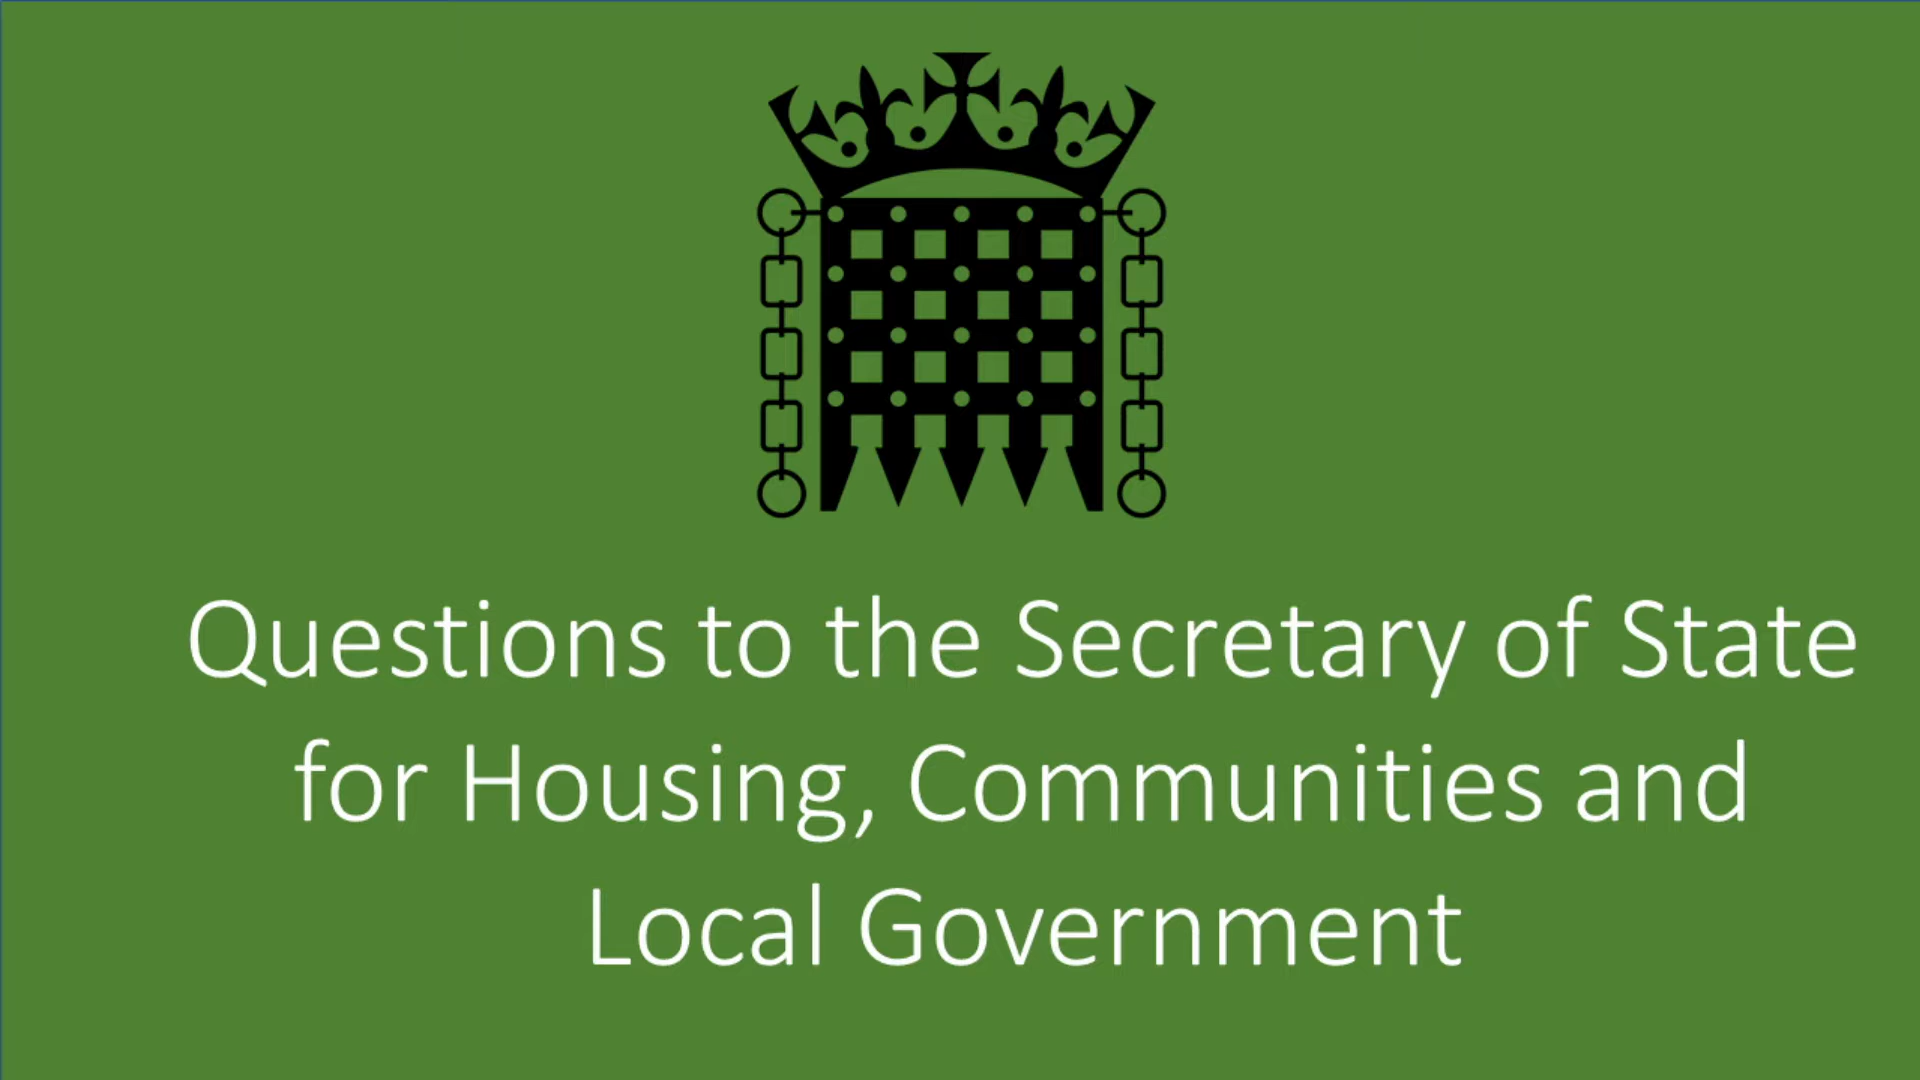 Questions to the Secretary of State
for Housing, Communities and
Local Government